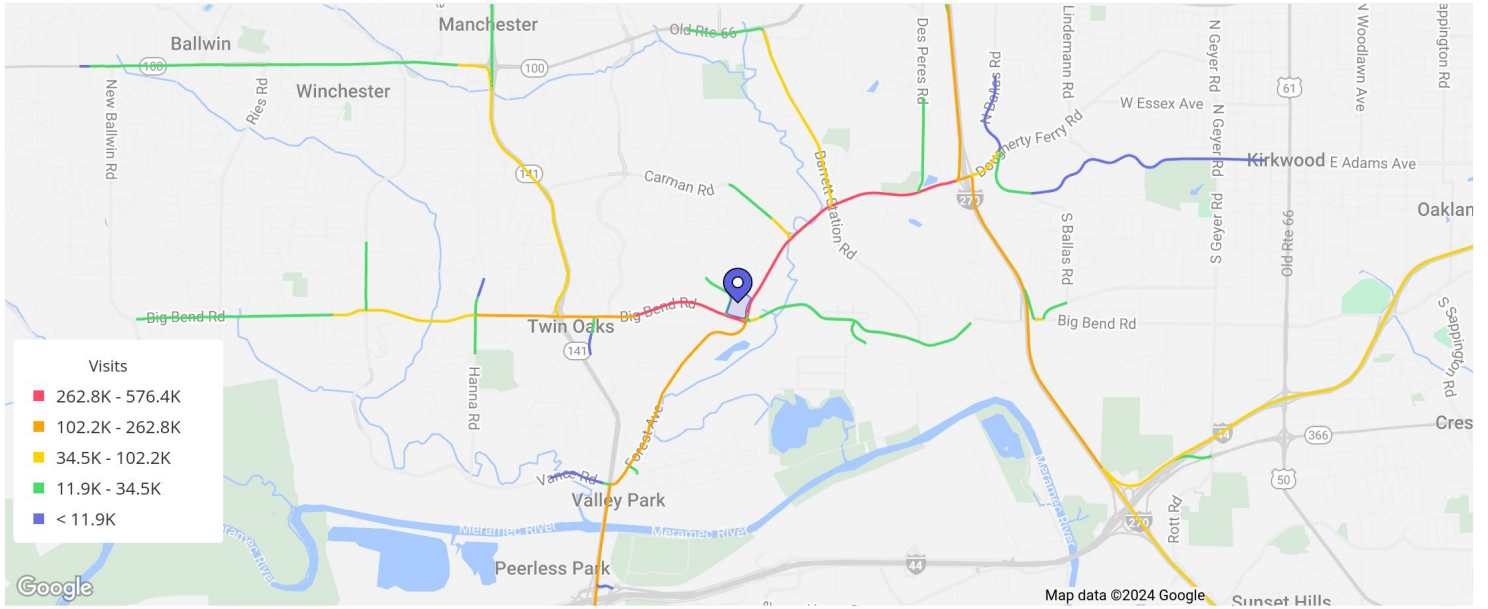 Manchester
Ballwin
Old Rte 66
100
100
Winchester
New Ballwin Rd
Ries Rd
Des Peres Rd
Lindemann Rd
N Ballas Rd
N Geyer Rd
N Woodlawn Ave
61
W Essex Ave
Dougherty Ferry Rd
N Geyer Rd
Kirkwood
E Adams Ave
141
Carman Rd
Barrett Station Rd
270
S Ballas Rd
S Geyer Rd
Old Rte 66
Big Bend Rd
Twin Oaks
Big Bend Rd
Big Bend Rd
141
Hanna Rd
S Sappington Rd
Visits
262.8K - 576.4K
102.2K - 262.8K
34.5K - 102.2K
11.9K - 34.5K
< 11.9K
Forest Ave
44
366
Vance Rd
Valley Park
50
Meramec River
Meramec River
Meramec River
270
Rott Rd
Peerless Park
44
Google
Map data ©2024 Google
Sunset Hills